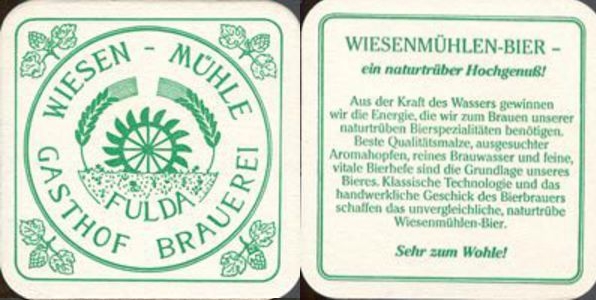 WIESEN - MÜHLE
FULDA
GASTHOF BRAUEREI
WIESENMÜHLEN-BIER –
ein naturtrüber Hochgenuß!
Aus der Kraft des Wassers gewinnen
wir die Energie, die wir zum Brauen unserer
naturtrüben Bierspezialitäten benötigen.
Beste Qualitätsmalze, ausgesuchter
Aromahopfen, reines Brauwasser und feine,
vitale Bierhefe sind die Grundlage unseres
Bieres. Klassische Technologie und das
handwerkliche Geschick des Bierbrauers
schaffen das unvergleichliche, naturtrübe
Wiesenmühlen-Bier.
Sehr zum Wohle!